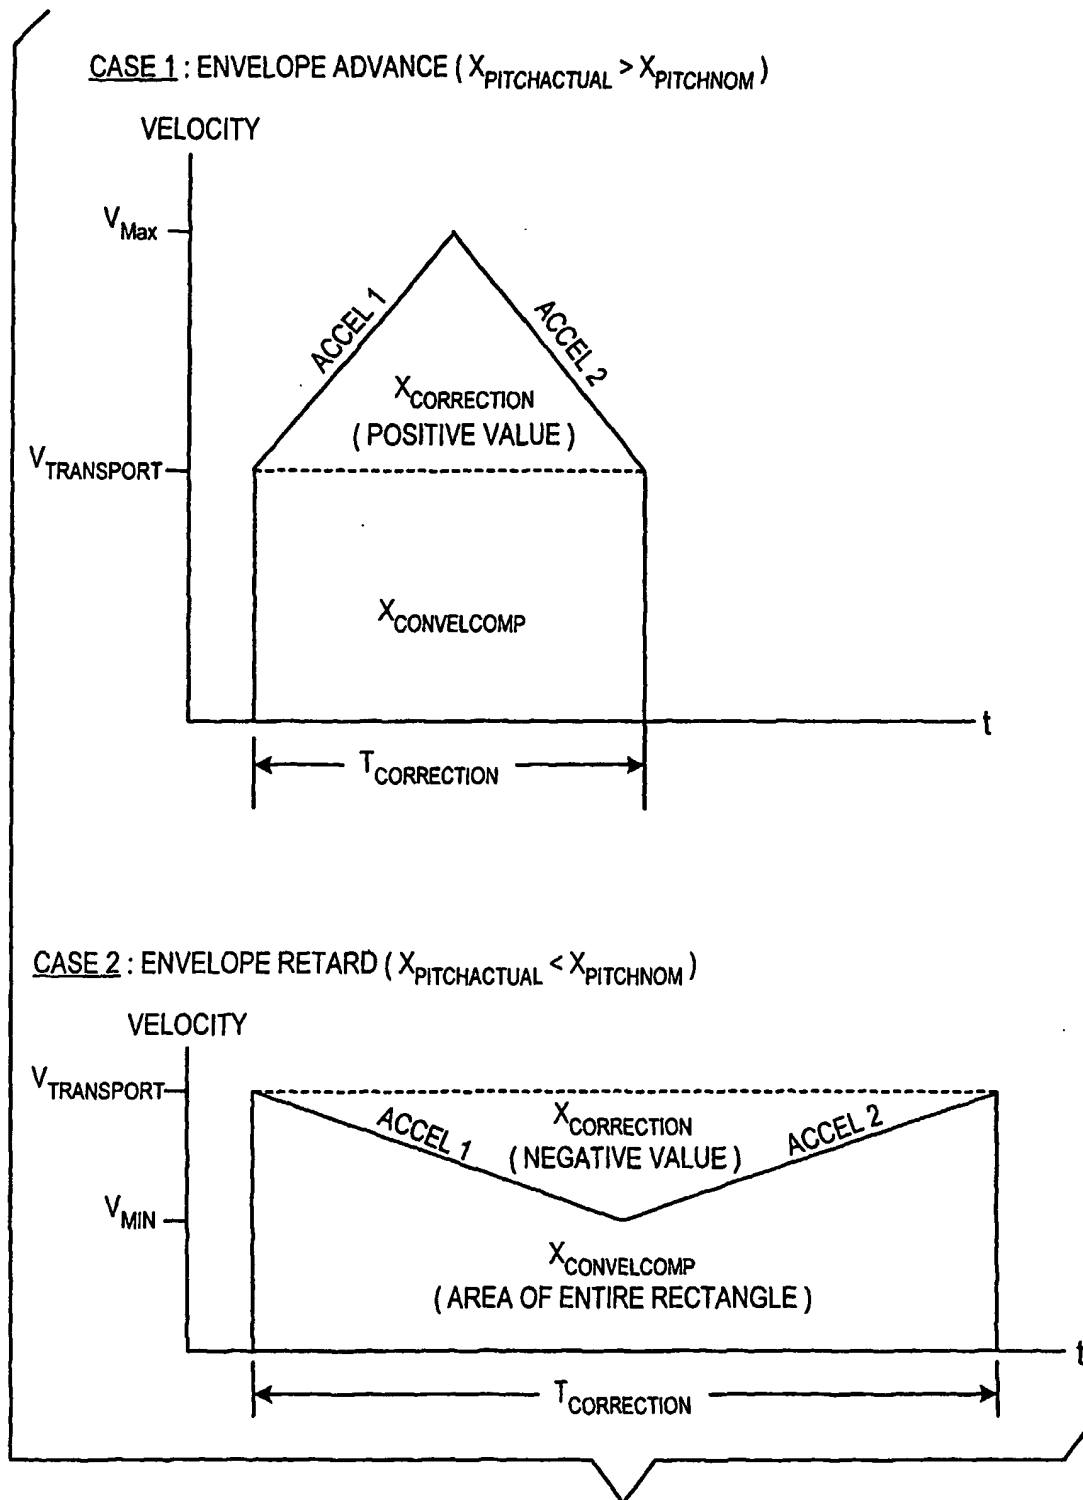 CASE 1 : ENVELOPE ADVANCE ( XPITCHACTUAL > XPITCHNOM )
VELOCITY
VMax
ACCEL 1
ACCEL 2
XCORRECTION
( POSITIVE VALUE )
VTRANSPORT
XCONVELCOMP
t
TCORRECTION
CASE 2 : ENVELOPE RETARD ( XPITCHACTUAL < XPITCHNOM )
VELOCITY
VTRANSPORT
ACCEL 1
XCORRECTION
( NEGATIVE VALUE )
ACCEL 2
VMIN
XCONVELCOMP
( AREA OF ENTIRE RECTANGLE )
t
TCORRECTION